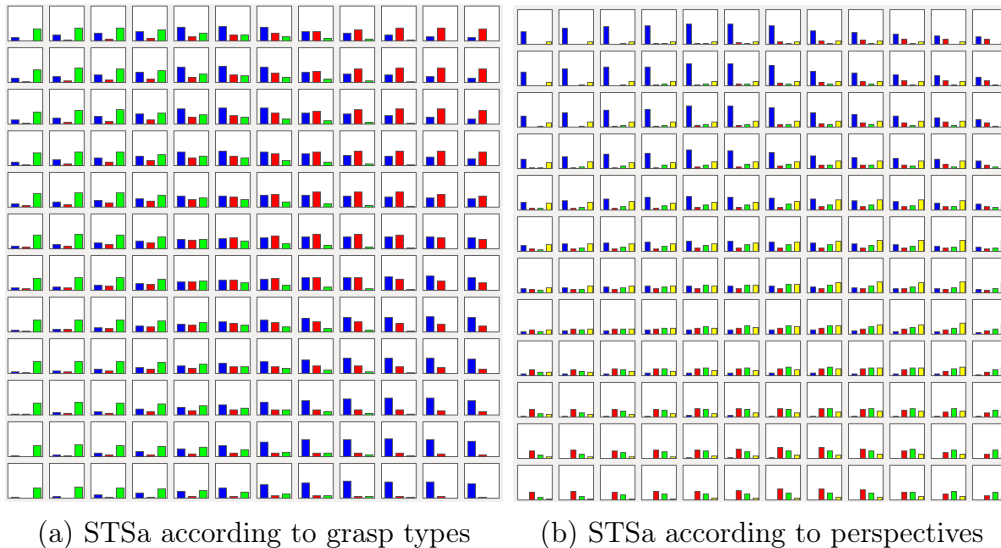 (a) STSa according to grasp types
(b) STSa according to perspectives